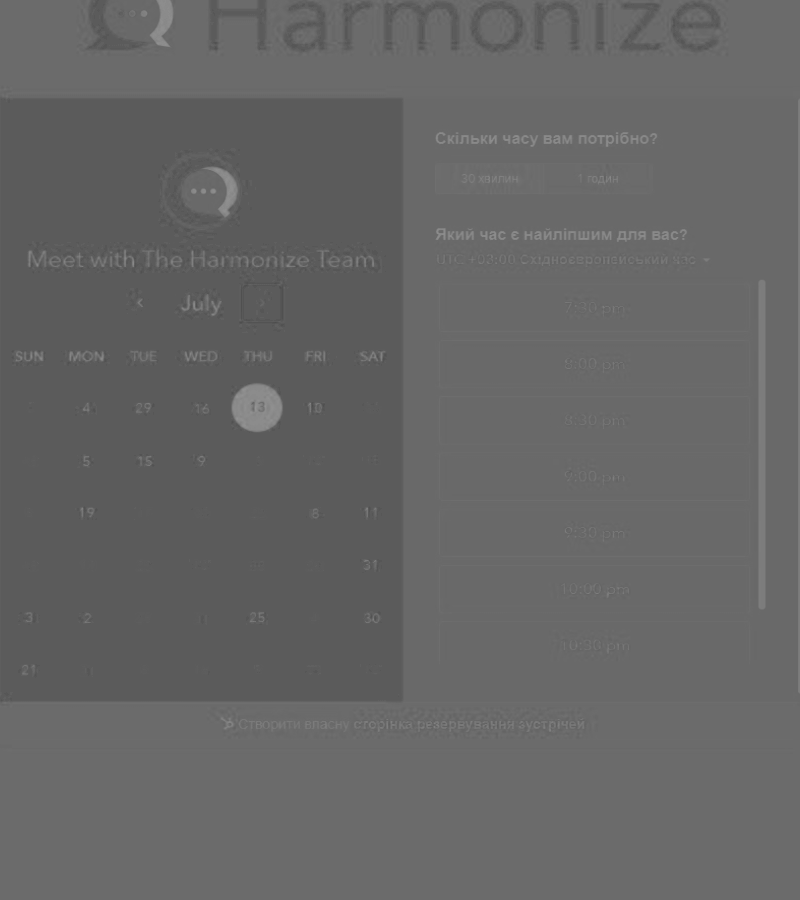 Harmonize
Meet with The Harmonize Team
‹ July ›
SUN MON TUE WED THU FRI SAT
4 29 16 13 18
5 15 9
19 8 11
31
3 2 25 30
21
Скільки часу вам потрібно?
30 хвилин 1 годин
Який час є найліпшим для вас?
UTC +03:00 Східноєвропейський час
7:30 pm
8:00 pm
8:30 pm
9:00 pm
9:30 pm
10:00 pm
10:30 pm
Створити власну сторінка резервування зустрічей